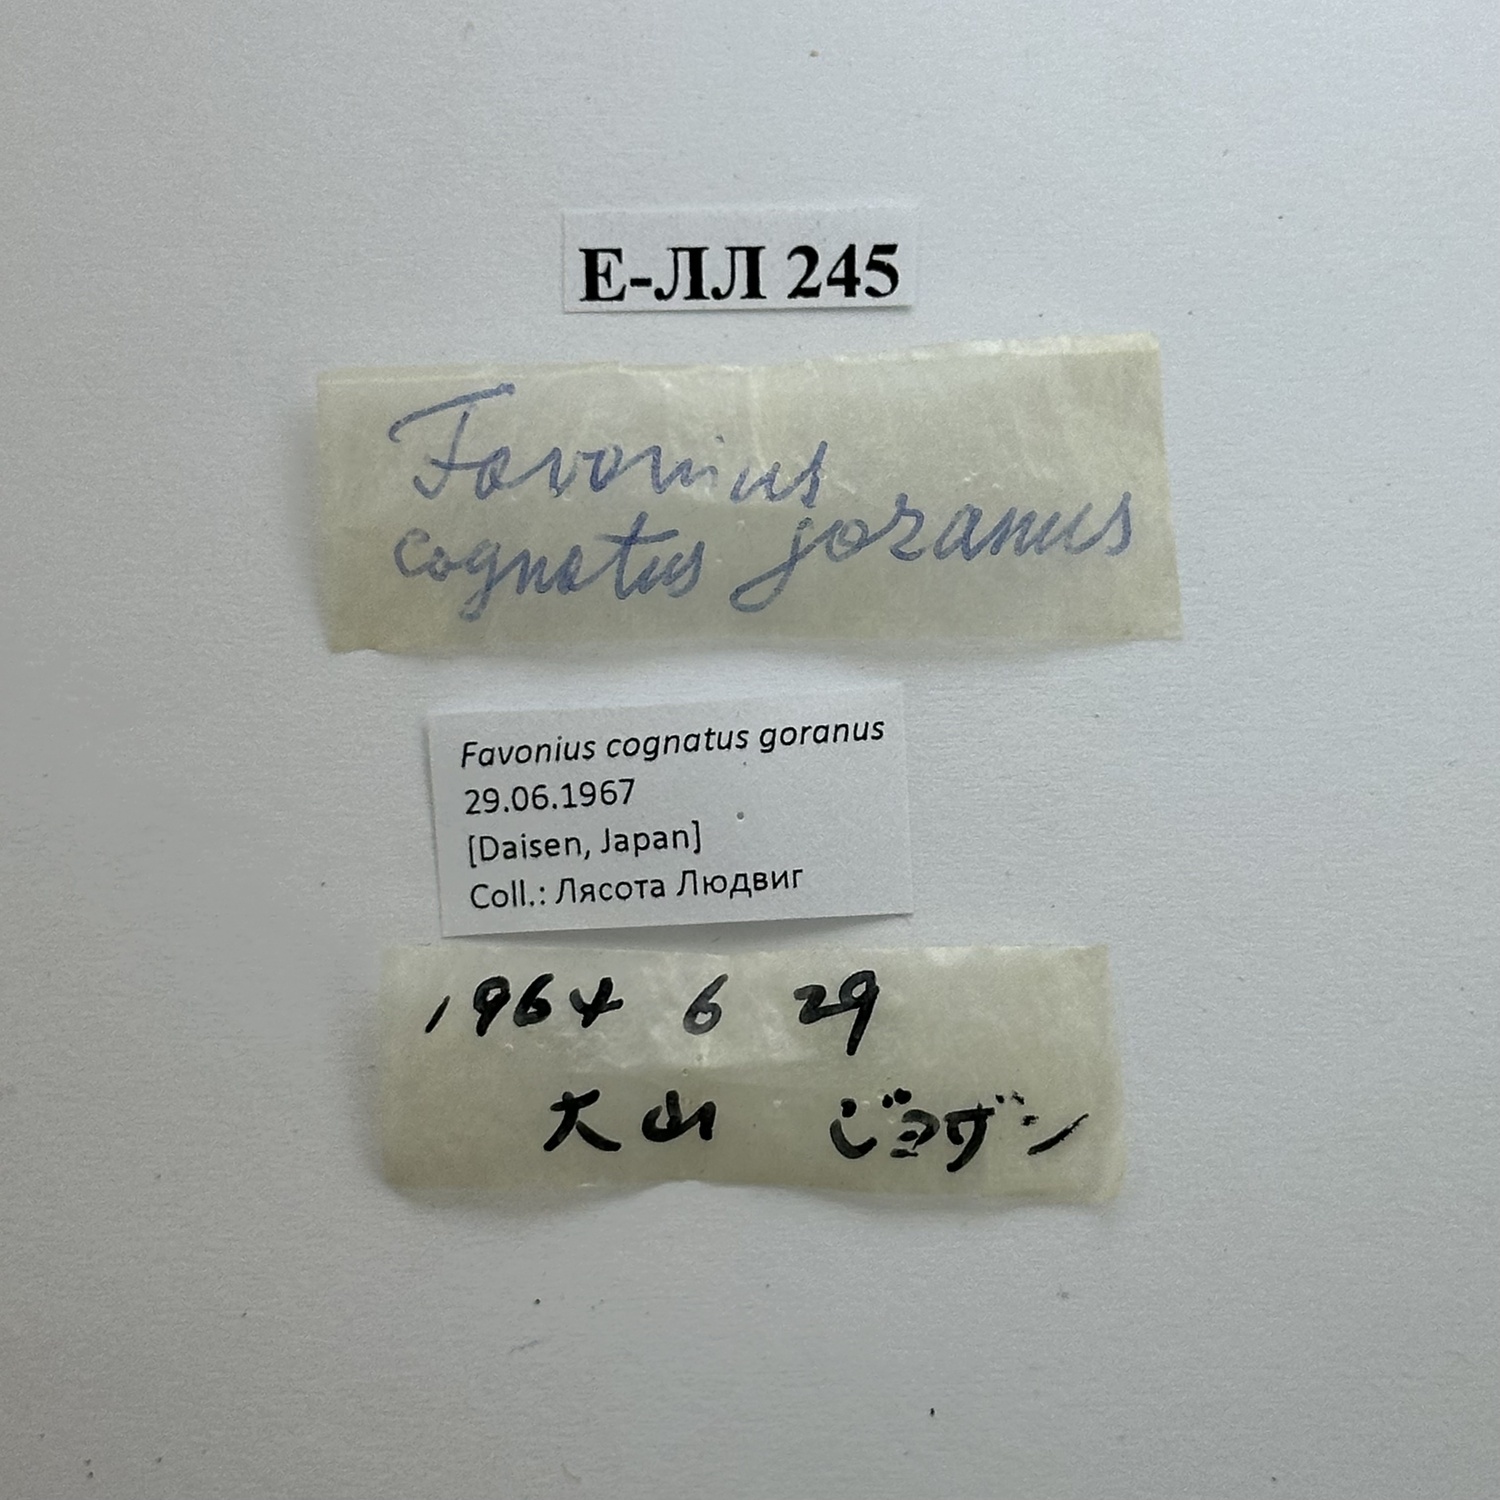 Е-ЛЛ 245
Favonius
cognatus goranus
Favonius cognatus goranus
29.06.1967
[Daisen, Japan]
Coll.: Лясота Людвиг
1964 6 29
大山 ジョザン